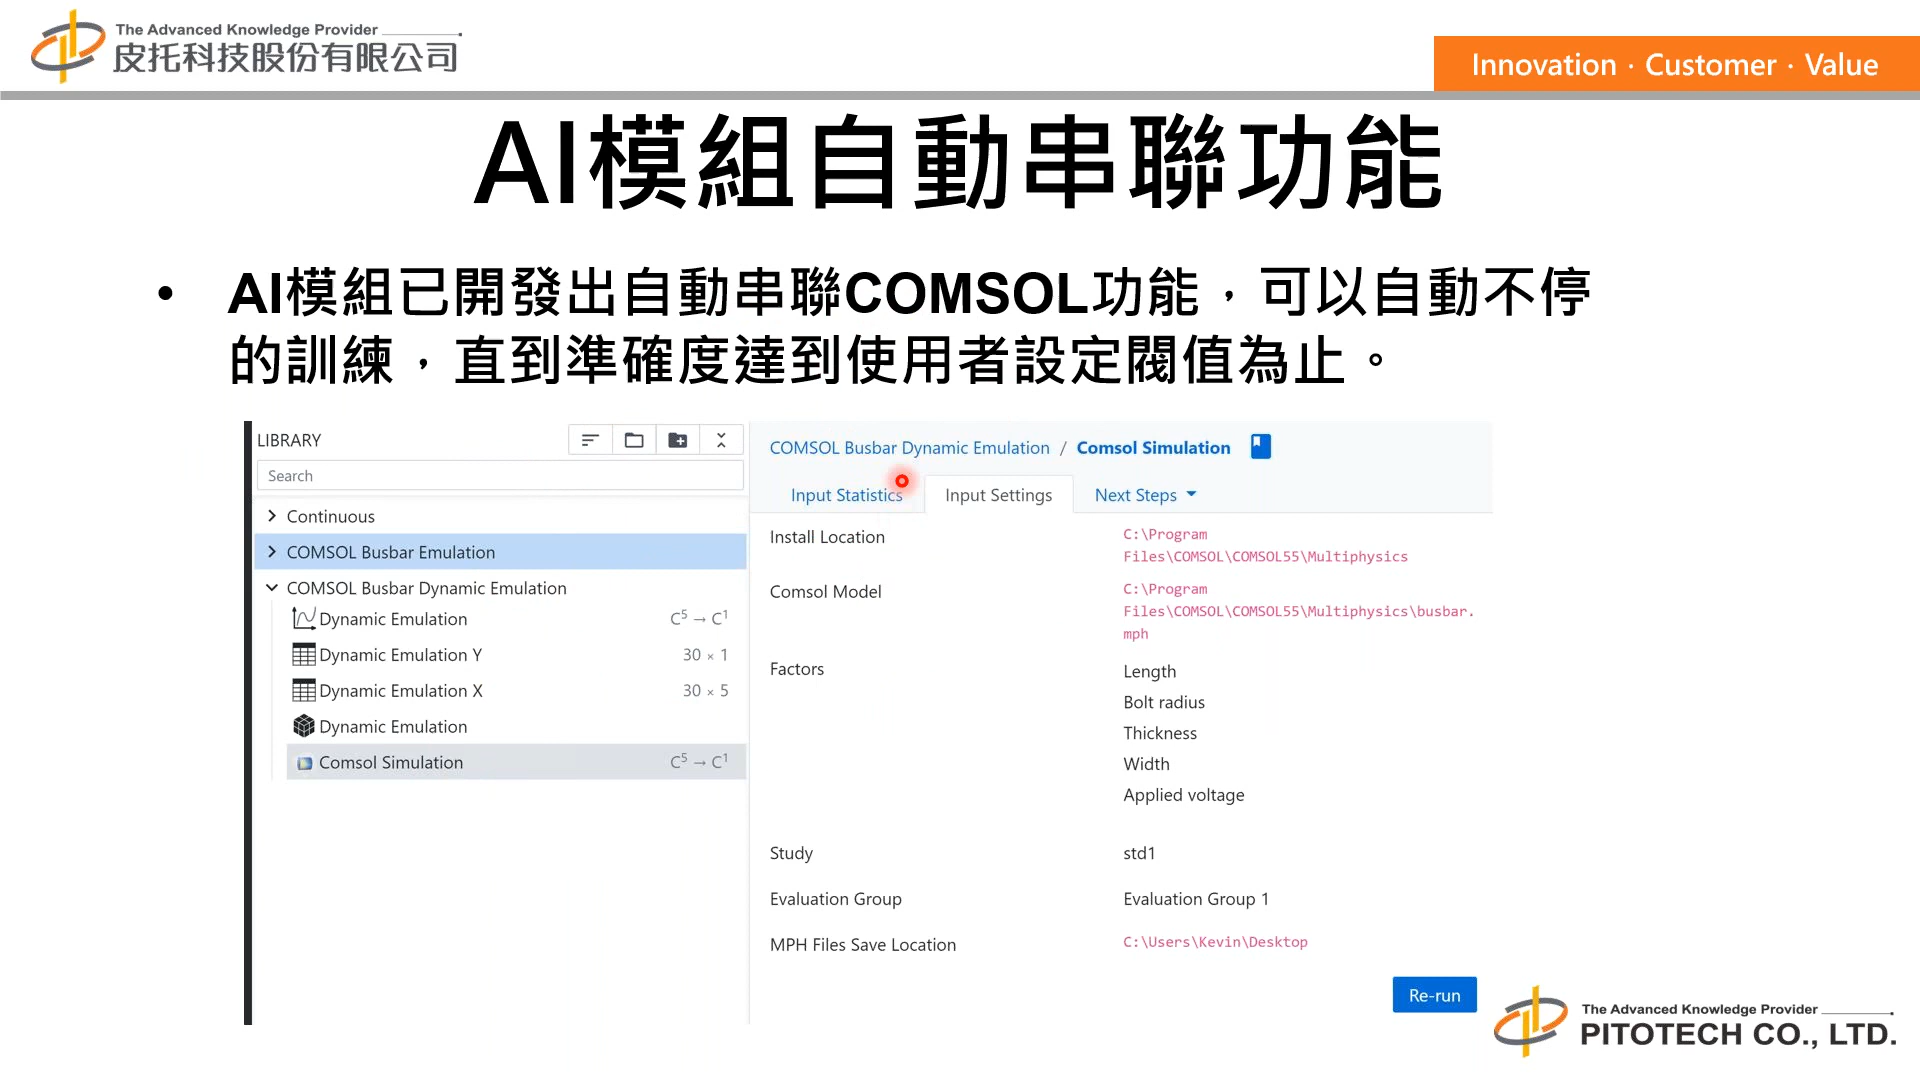 The Advanced Knowledge Provider
皮托科技股份有限公司
Innovation · Customer · Value
AI模組自動串聯功能
• AI模組已開發出自動串聯COMSOL功能，可以自動不停
的訓練，直到準確度達到使用者設定閥值為止。
LIBRARY
Search
Continuous
COMSOL Busbar Emulation
COMSOL Busbar Dynamic Emulation
Dynamic Emulation C⁵ → C¹
Dynamic Emulation Y 30 × 1
Dynamic Emulation X 30 × 5
Dynamic Emulation
Comsol Simulation C⁵ → C¹
COMSOL Busbar Dynamic Emulation / Comsol Simulation
Input Statistics Input Settings Next Steps
Install Location C:\Program
Files\COMSOL\COMSOL55\Multiphysics
Comsol Model C:\Program
Files\COMSOL\COMSOL55\Multiphysics\busbar.
mph
Factors Length
Bolt radius
Thickness
Width
Applied voltage
Study std1
Evaluation Group Evaluation Group 1
MPH Files Save Location C:\Users\Kevin\Desktop
Re-run
The Advanced Knowledge Provider
PITOTECH CO., LTD.